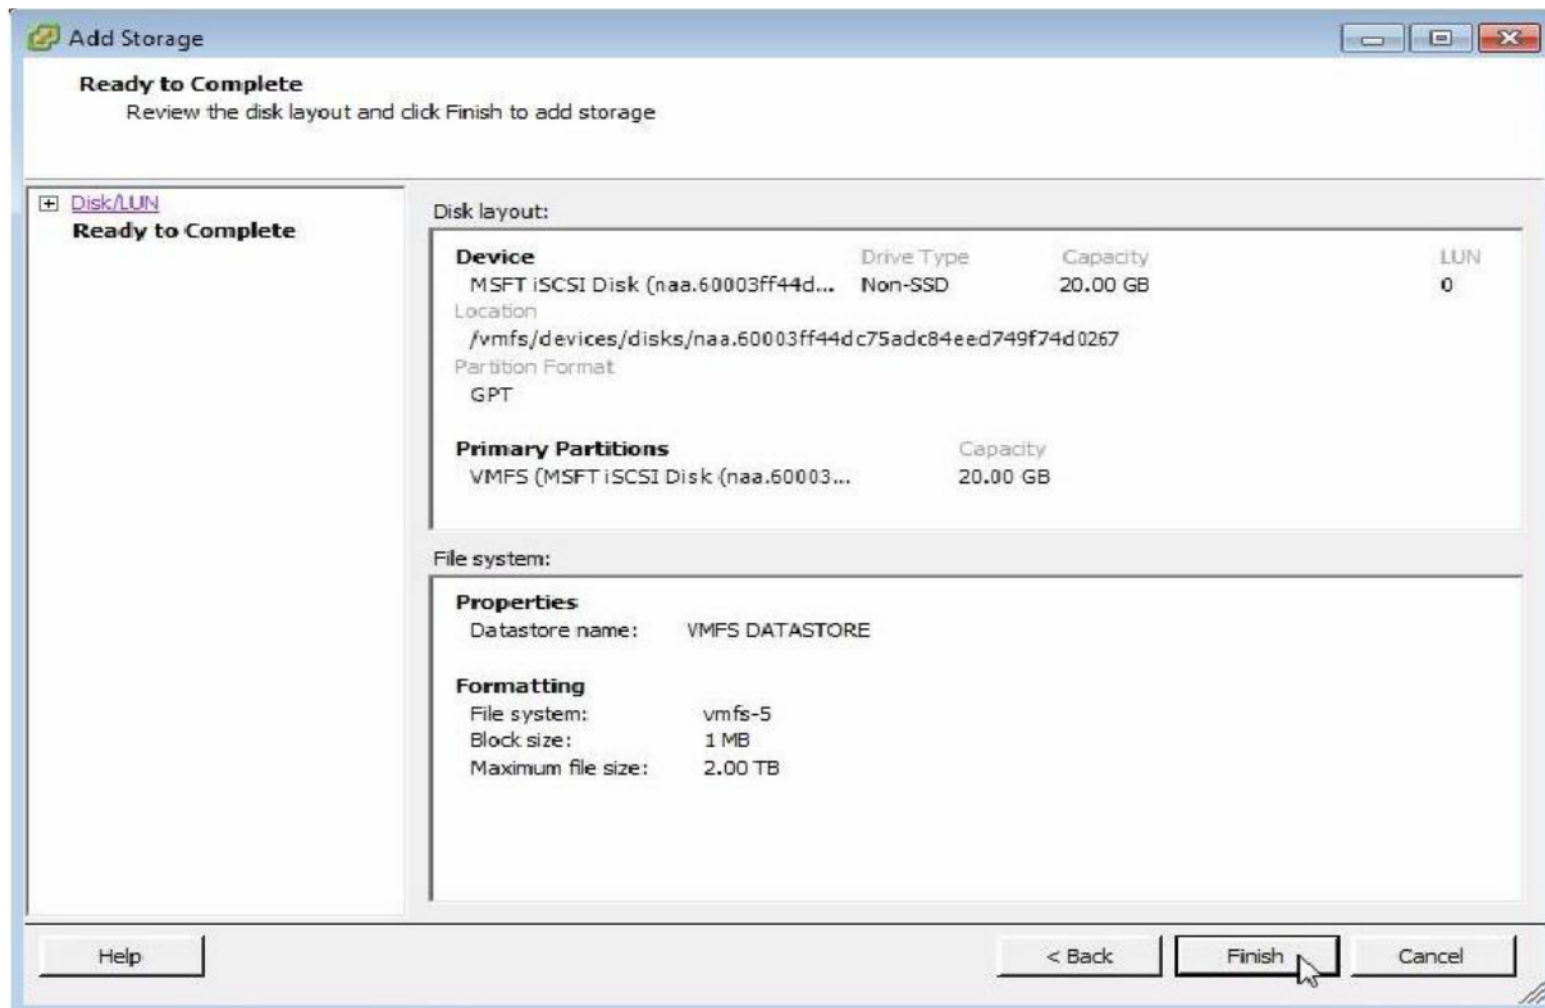 Add Storage
Ready to Complete
Review the disk layout and click Finish to add storage
Disk/LUN
Ready to Complete
Disk layout:
Device Drive Type Capacity LUN
MSFT iSCSI Disk (naa.60003ff44d... Non-SSD 20.00 GB 0
Location
/vmfs/devices/disks/naa.60003ff44dc75adc84eed749f74d0267
Partition Format
GPT
Primary Partitions Capacity
VMFS (MSFT iSCSI Disk (naa.60003... 20.00 GB
File system:
Properties
Datastore name: VMFS DATASTORE
Formatting
File system: vmfs-5
Block size: 1 MB
Maximum file size: 2.00 TB
Help < Back Finish Cancel